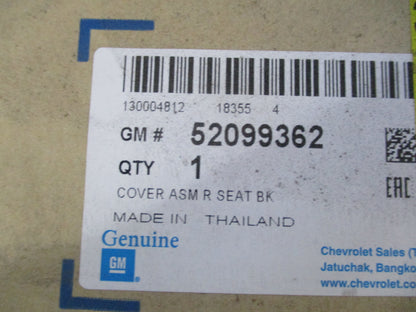 130004812 18355 4
GM # 52099362
QTY 1
COVER ASM R SEAT BK
MADE IN THAILAND
Genuine
GM
EAC
Chevrolet Sales (T
Jatuchak, Bangko
www.chevrolet.co